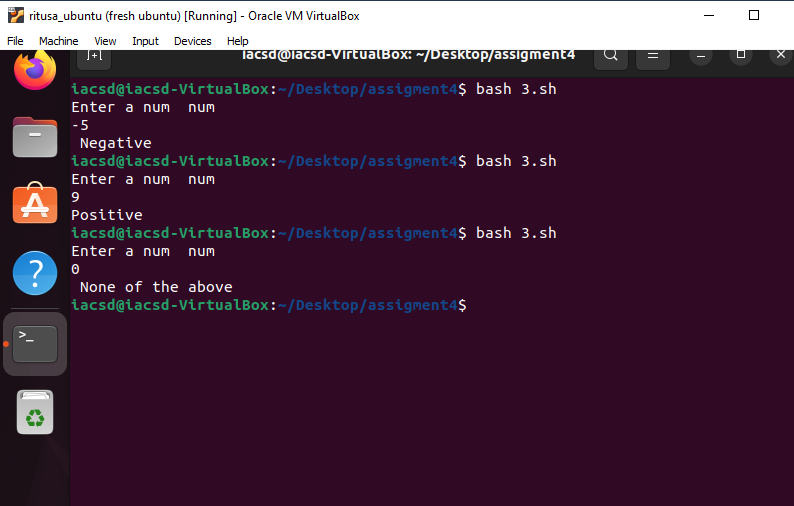 ritusa_ubuntu (fresh ubuntu) [Running] - Oracle VM VirtualBox
File Machine View Input Devices Help
iacsd@iacsd-VirtualBox: ~/Desktop/assigment4
iacsd@iacsd-VirtualBox:~/Desktop/assigment4$ bash 3.sh
Enter a num  num
-5
 Negative
iacsd@iacsd-VirtualBox:~/Desktop/assigment4$ bash 3.sh
Enter a num  num
9
Positive
iacsd@iacsd-VirtualBox:~/Desktop/assigment4$ bash 3.sh
Enter a num  num
0
 None of the above
iacsd@iacsd-VirtualBox:~/Desktop/assigment4$